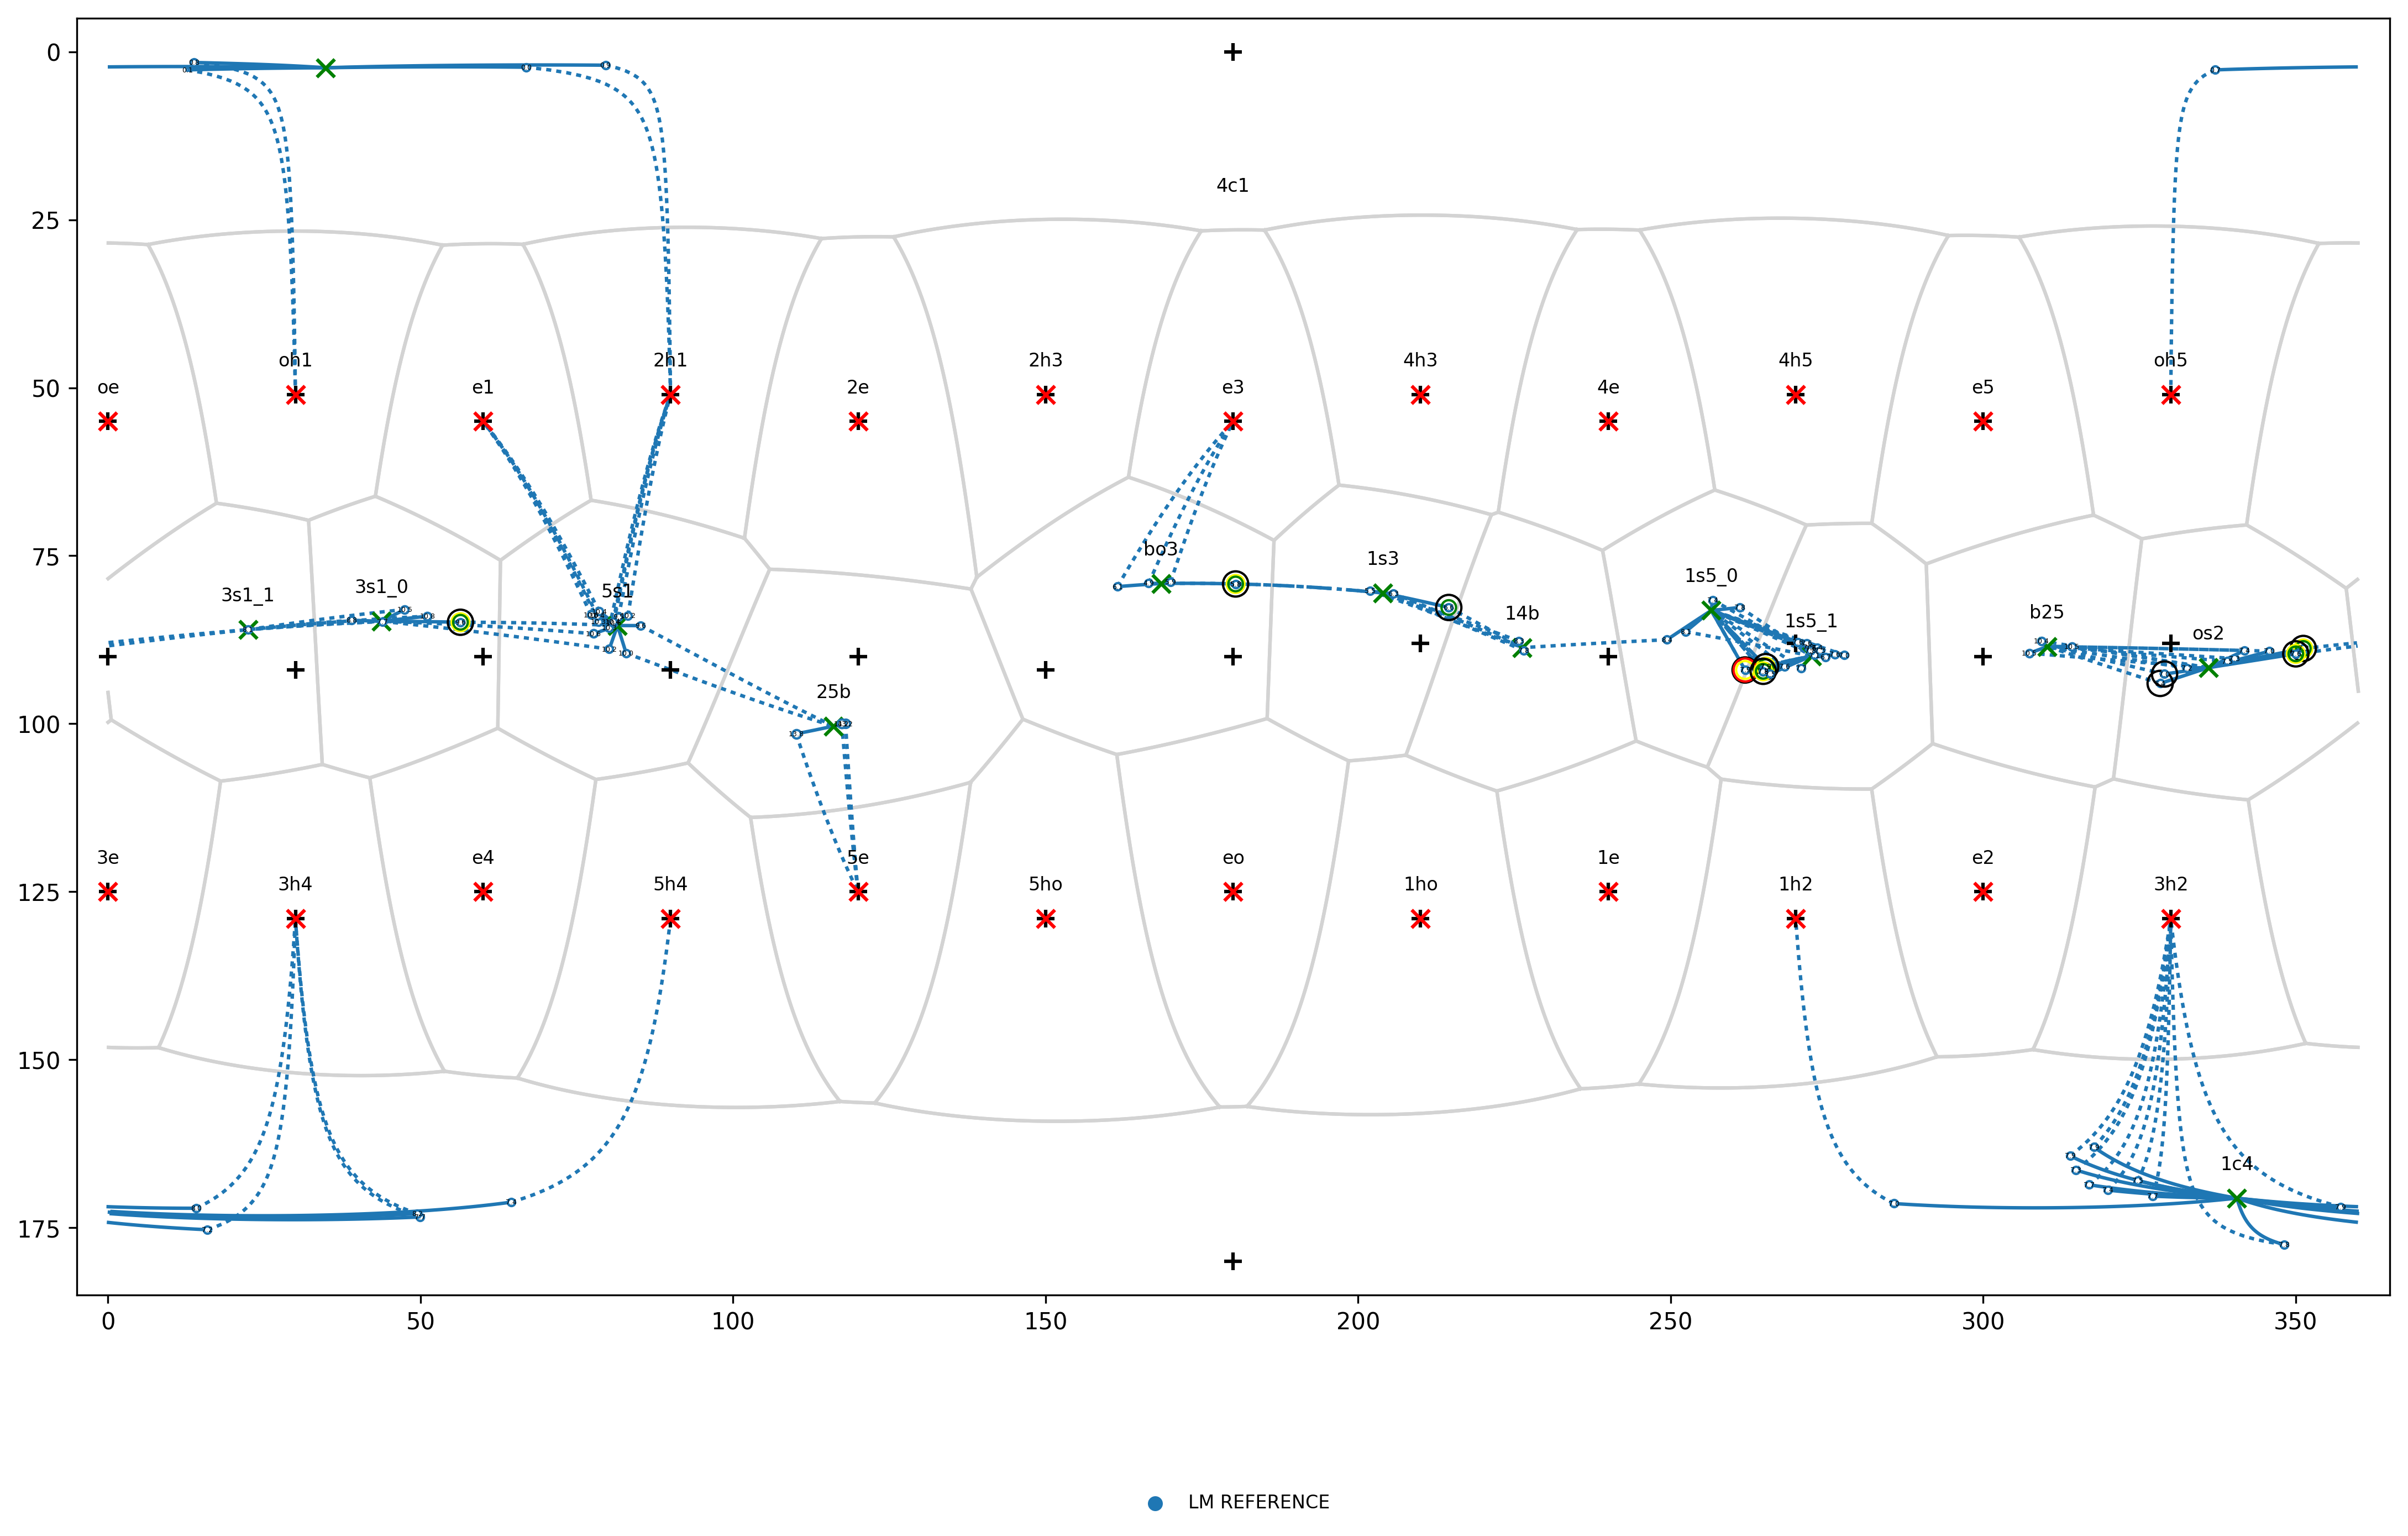 0
4c1
25
oh1 2h1 2h3 4h3 4h5 oh5
50 oe e1 2e e3 4e e5
75 bo3 1s3 1s5_0
3s1_1 3s1_0 5s1 14b 1s5_1 b25 os2
25b
100
3e e4 5e eo 1e e2
125 3h4 5h4 5ho 1ho 1h2 3h2
150
1c4
175
0 50 100 150 200 250 300 350
LM REFERENCE